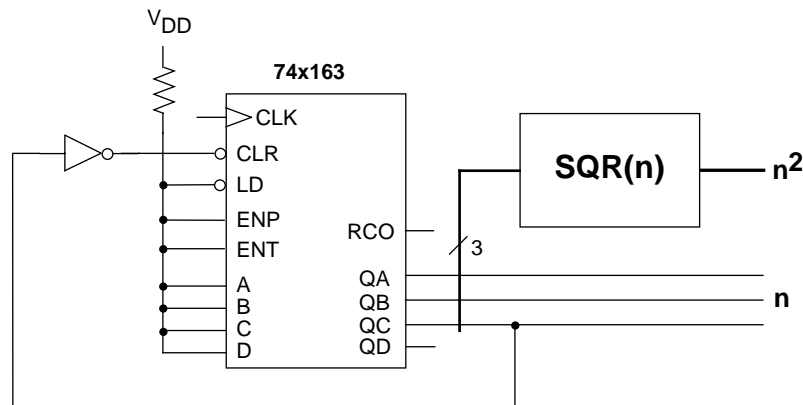 VDD
74x163
CLK
CLR
LD
ENP
ENT
A
B
C
D
RCO
QA
QB
QC
QD
3
SQR(n)
n²
n